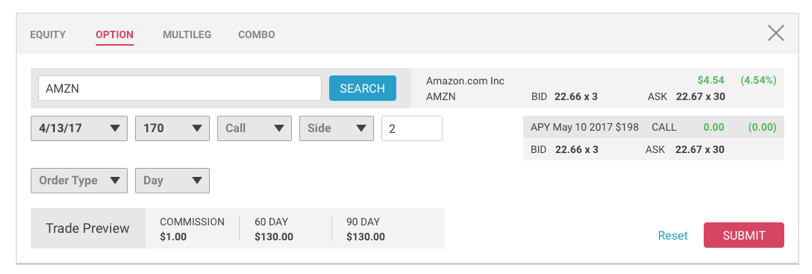 EQUITY OPTION MULTILEG COMBO
AMZN SEARCH
Amazon.com Inc $4.54 (4.54%)
AMZN BID 22.66 x 3 ASK 22.67 x 30
4/13/17 170 Call Side 2
APY May 10 2017 $198 CALL 0.00 (0.00)
BID 22.66 x 3 ASK 22.67 x 30
Order Type Day
Trade Preview
COMMISSION 60 DAY 90 DAY
$1.00 $130.00 $130.00
Reset SUBMIT